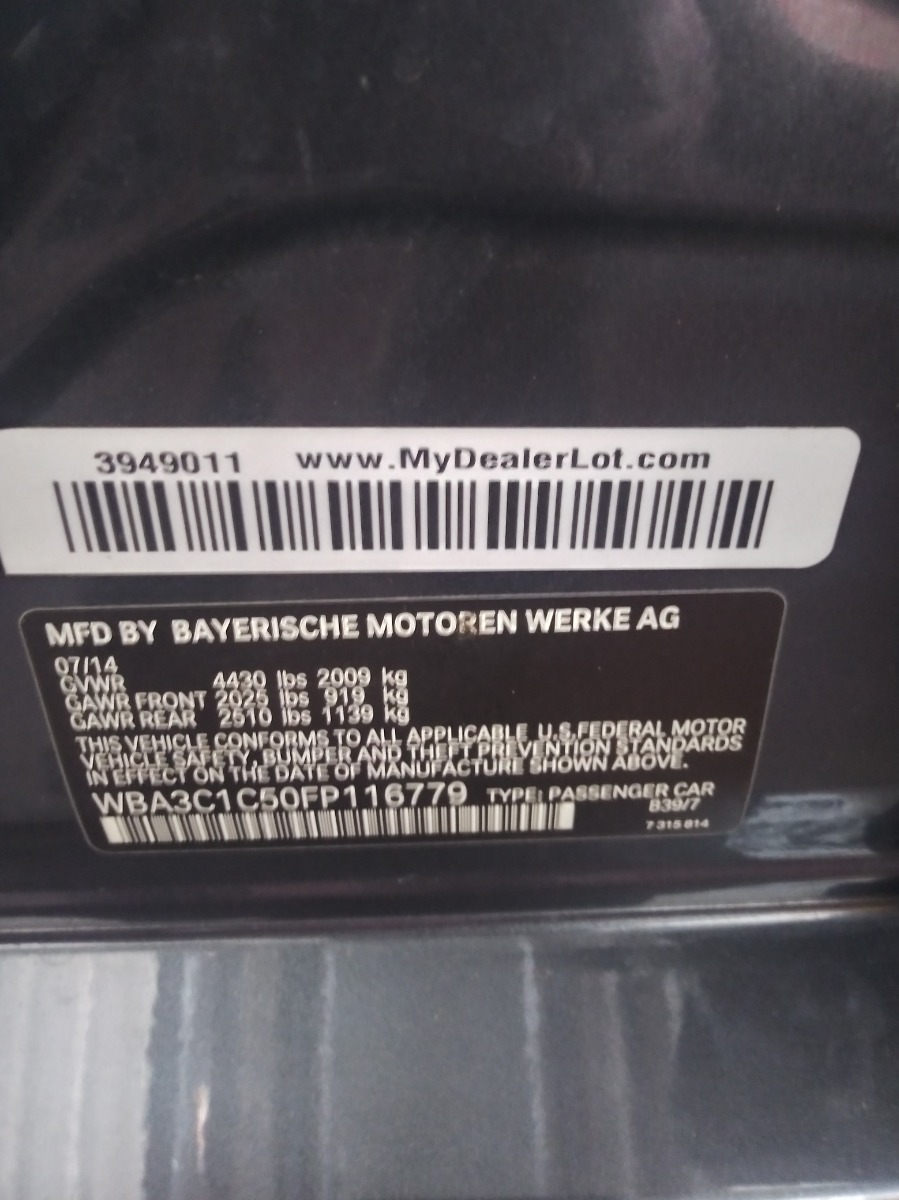 3949011 www.MyDealerLot.com
MFD BY BAYERISCHE MOTOREN WERKE AG
07/14
GVWR 4430 lbs 2009 kg
GAWR FRONT 2025 lbs 919 kg
GAWR REAR 2510 lbs 1139 kg
THIS VEHICLE CONFORMS TO ALL APPLICABLE U.S.FEDERAL MOTOR
VEHICLE SAFETY, BUMPER AND THEFT PREVENTION STANDARDS
IN EFFECT ON THE DATE OF MANUFACTURE SHOWN ABOVE.
WBA3C1C50FP116779 TYPE: PASSENGER CAR
B39/7
7 315 814